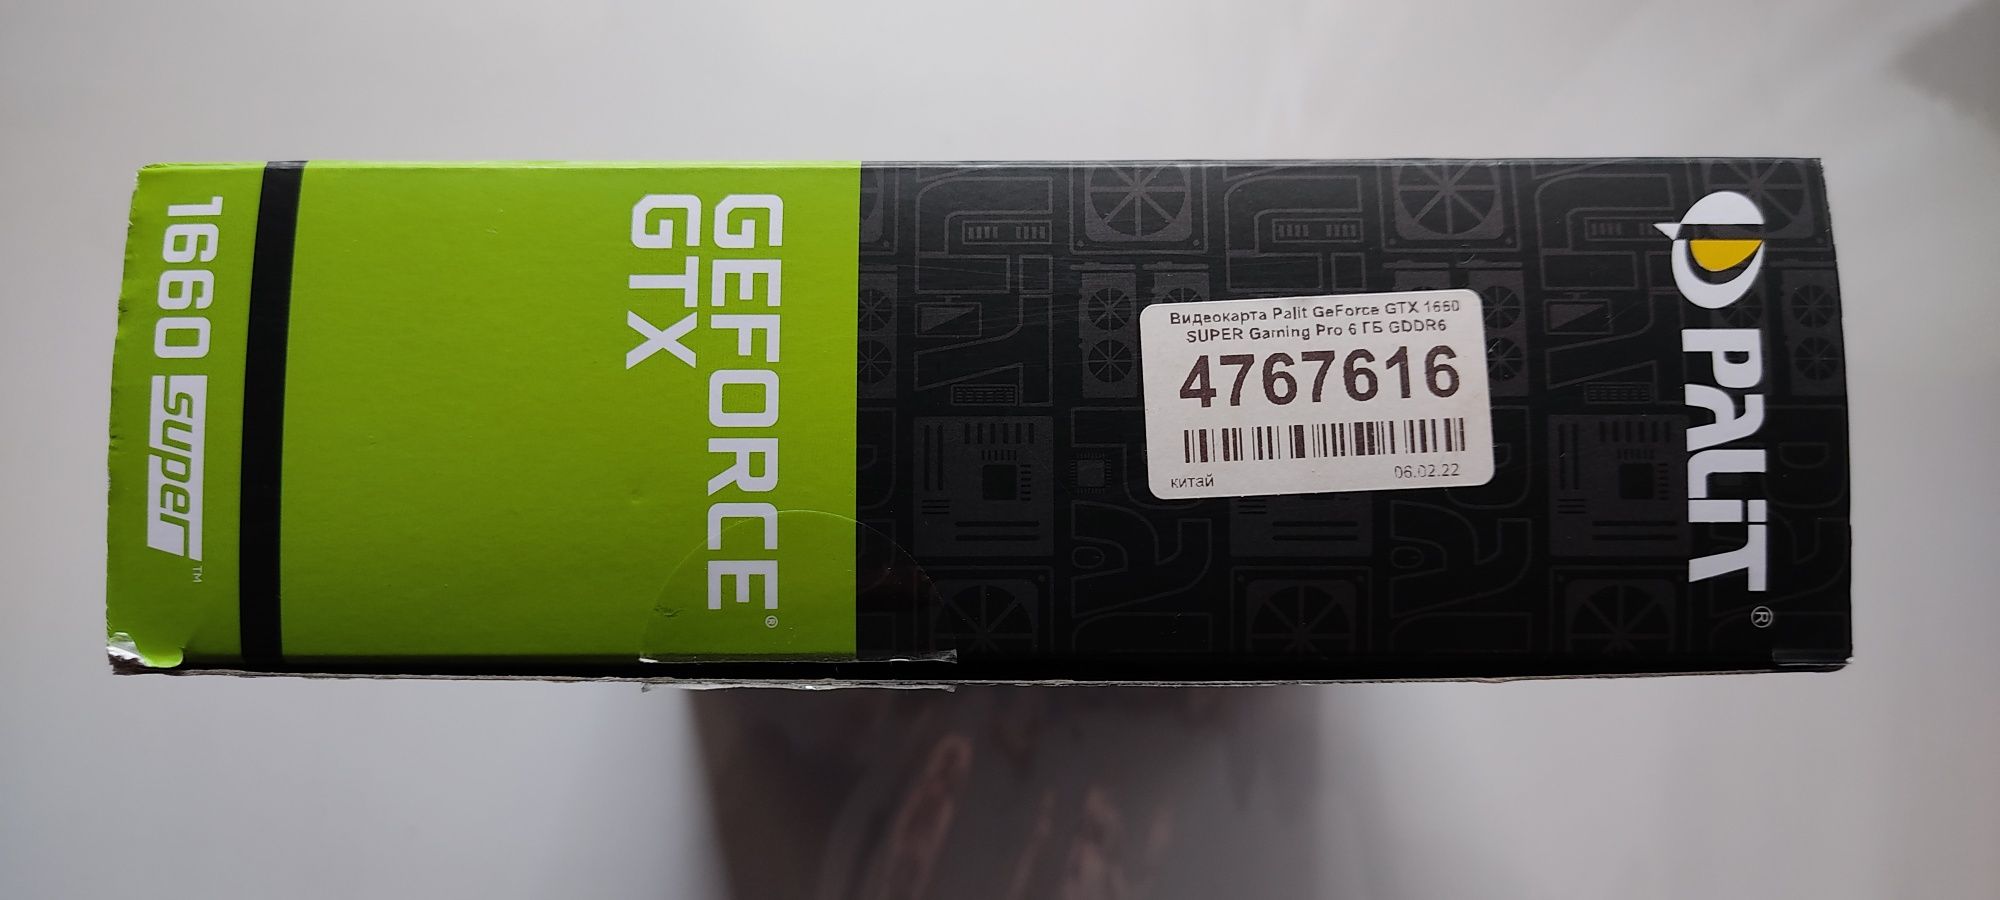 PALiT®
GEFORCE®
GTX
1660 SUPER™
Видеокарта Palit GeForce GTX 1660
SUPER Gaming Pro 6 ГБ GDDR6
4767616
китай 06.02.22